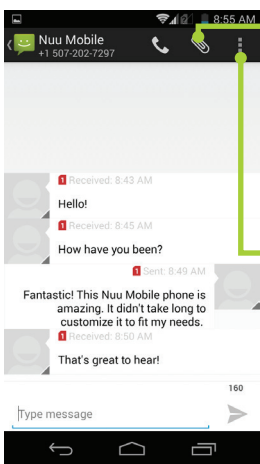 8:55 AM
Nuu Mobile
+1 507-202-7297
1 Received: 8:43 AM
Hello!
1 Received: 8:45 AM
How have you been?
1 Sent: 8:49 AM
Fantastic! This Nuu Mobile phone is
amazing. It didn't take long to
customize it to fit my needs.
1 Received: 8:50 AM
That's great to hear!
160
Type message